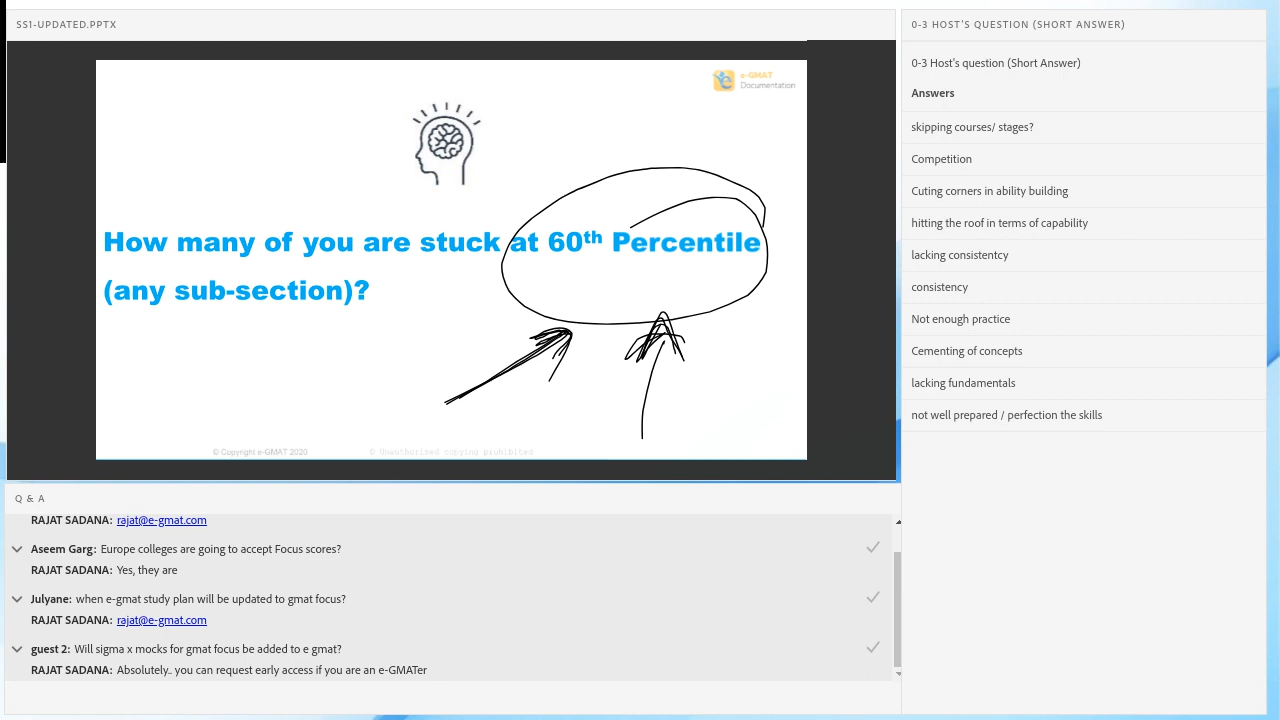 SS1-UPDATED.PPTX
e-GMAT
Documentation
How many of you are stuck at 60th Percentile
(any sub-section)?
© Copyright e-GMAT 2020 © Unauthorised copying prohibited
Q & A
RAJAT SADANA: rajat@e-gmat.com
Aseem Garg: Europe colleges are going to accept Focus scores?
RAJAT SADANA: Yes, they are
Julyane: when e-gmat study plan will be updated to gmat focus?
RAJAT SADANA: rajat@e-gmat.com
guest 2: Will sigma x mocks for gmat focus be added to e gmat?
RAJAT SADANA: Absolutely.. you can request early access if you are an e-GMATer
0-3 HOST'S QUESTION (SHORT ANSWER)
0-3 Host's question (Short Answer)
Answers
skipping courses/ stages?
Competition
Cuting corners in ability building
hitting the roof in terms of capability
lacking consistentcy
consistency
Not enough practice
Cementing of concepts
lacking fundamentals
not well prepared / perfection the skills